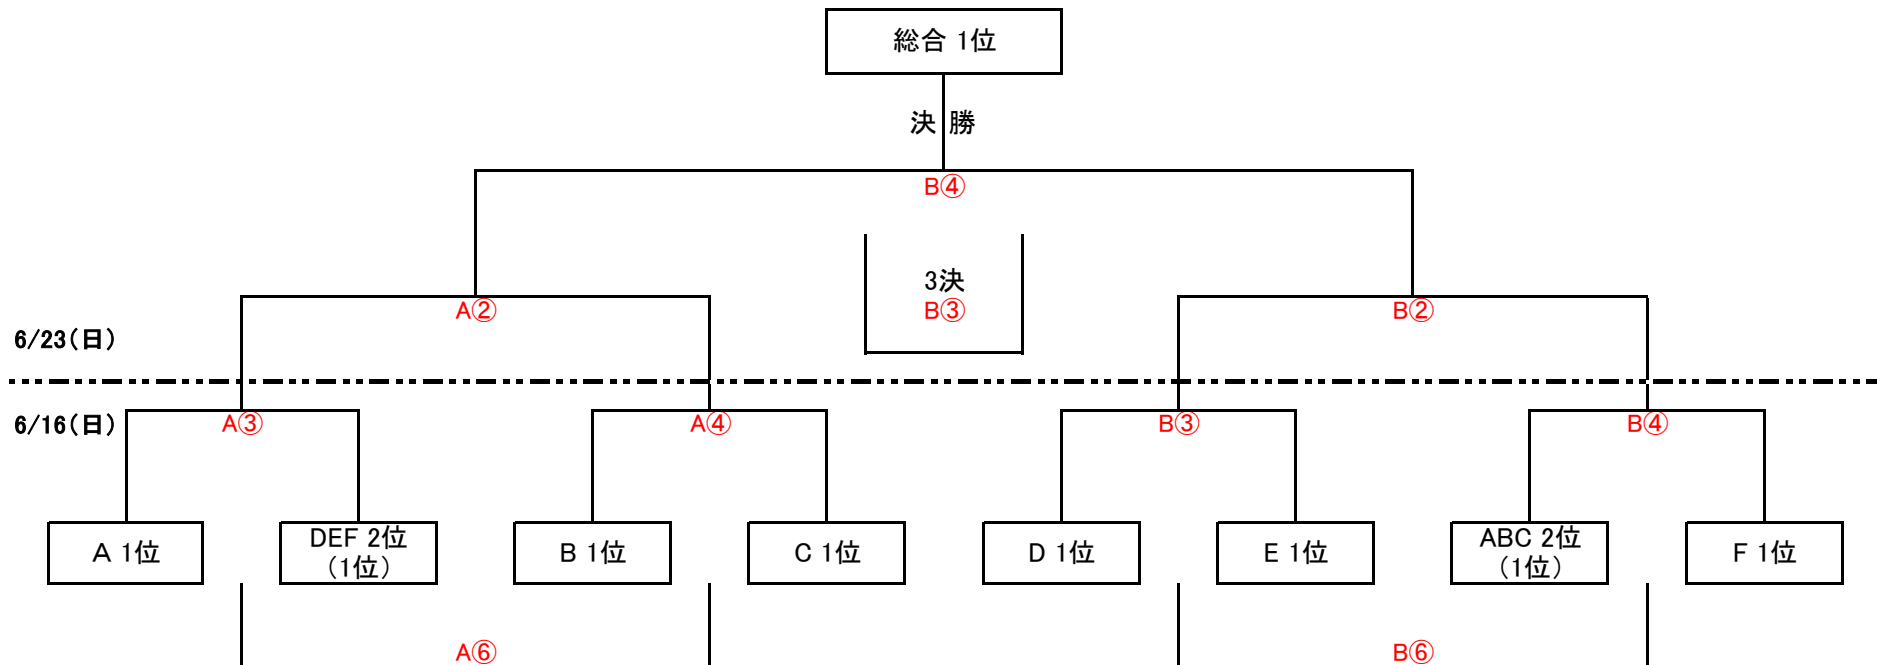 総合 1位
決 勝
B④
3決
A②
B③
B②
6/23(日)
6/16(日)
A③
A④
B③
B④
A 1位
DEF 2位
(1位)
B 1位
C 1位
D 1位
E 1位
ABC 2位
(1位)
F 1位
A⑥
B⑥